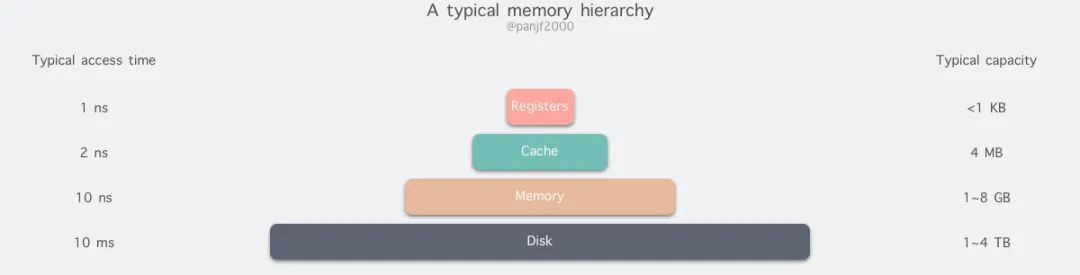 A typical memory hierarchy
@panjf2000
Typical access time
Typical capacity
1 ns
Registers
<1 KB
2 ns
Cache
4 MB
10 ns
Memory
1~8 GB
10 ms
Disk
1~4 TB